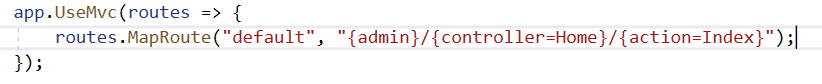 app.UseMvc(routes => {
    routes.MapRoute("default", "{admin}/{controller=Home}/{action=Index}");
});